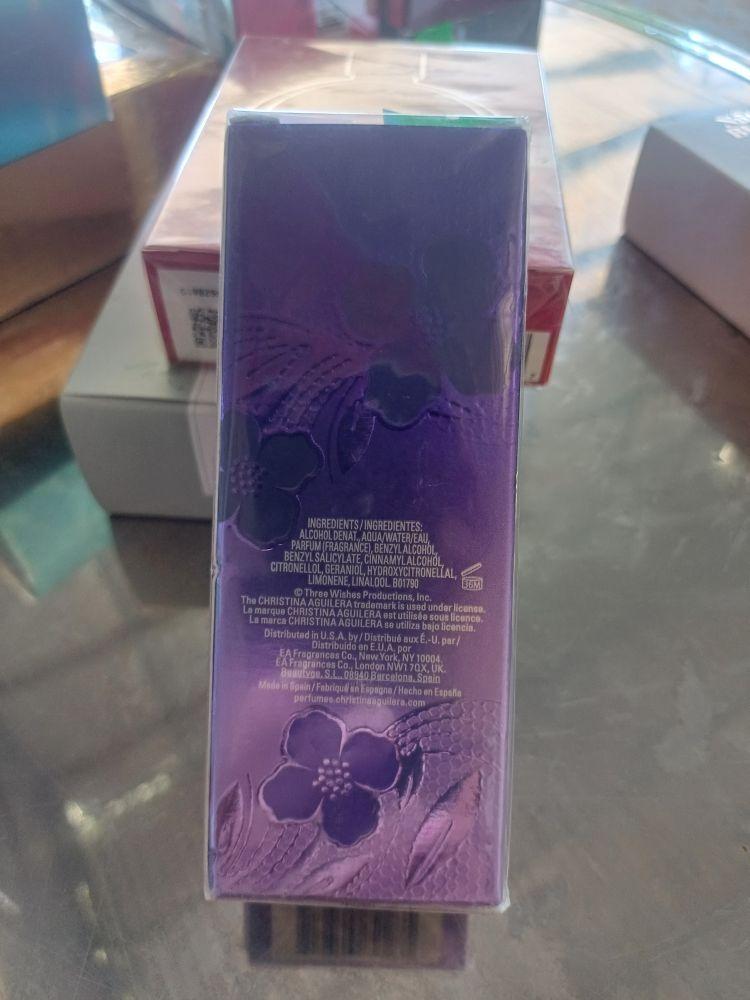 INGREDIENTS/INGREDIENTES:
ALCOHOL DENAT., AQUA/WATER/EAU,
PARFUM (FRAGRANCE), BENZYL ALCOHOL,
BENZYL SALICYLATE, CINNAMYL ALCOHOL,
CITRONELLOL, GERANIOL, HYDROXYCITRONELLAL,
LIMONENE, LINALOOL. B01790
36M
© Three Wishes Productions, Inc.
The CHRISTINA AGUILERA trademark is used under license.
La marque CHRISTINA AGUILERA est utilisée sous licence.
La marca CHRISTINA AGUILERA se utiliza bajo licencia.
Distributed in U.S.A. by/ Distribué aux É.-U. par/
Distribuido en E.U.A. por
EA Fragrances Co., New York, NY 10004.
EA Fragrances Co., London NW1 7QX, UK.
Beautyge, S.L., 08940 Barcelona, Spain
Made in Spain / Fabriqué en Espagne / Hecho en España
perfumes.christinaaguilera.com